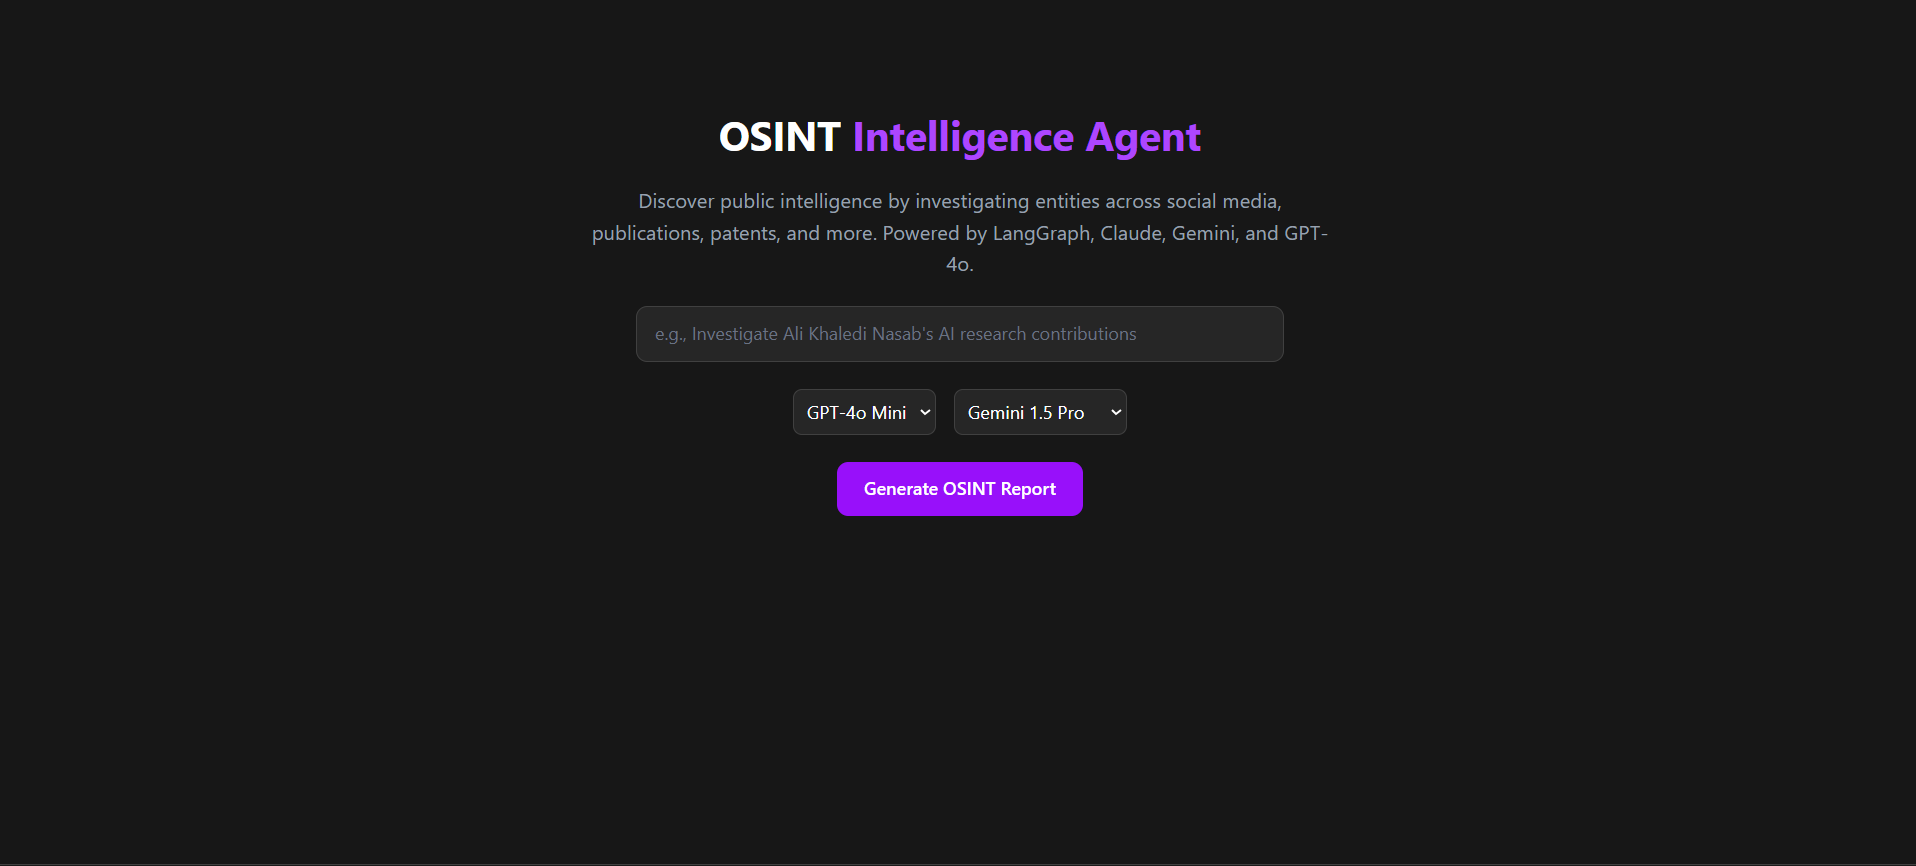 OSINT Intelligence Agent
Discover public intelligence by investigating entities across social media,
publications, patents, and more. Powered by LangGraph, Claude, Gemini, and GPT-
4o.
e.g., Investigate Ali Khaledi Nasab's AI research contributions
GPT-4o Mini
Gemini 1.5 Pro
Generate OSINT Report